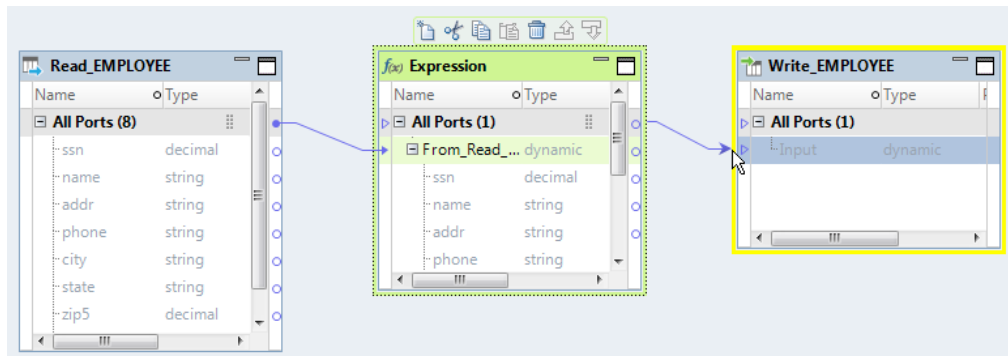 Read_EMPLOYEE
Name Type
All Ports (8)
ssn decimal
name string
addr string
phone string
city string
state string
zip5 decimal
f(x) Expression
Name Type
All Ports (1)
From_Read_... dynamic
ssn decimal
name string
addr string
phone string
Write_EMPLOYEE
Name Type
All Ports (1)
Input dynamic